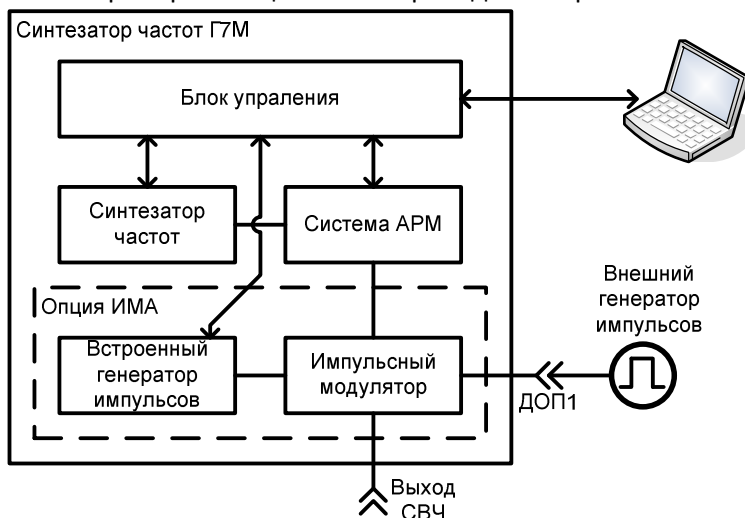 Синтезатор частот Г7М
Блок упраления
Синтезатор
частот
Система АРМ
Опция ИМА
Встроенный
генератор
импульсов
Импульсный
модулятор
Внешний
генератор
импульсов
ДОП1
Выход
СВЧ